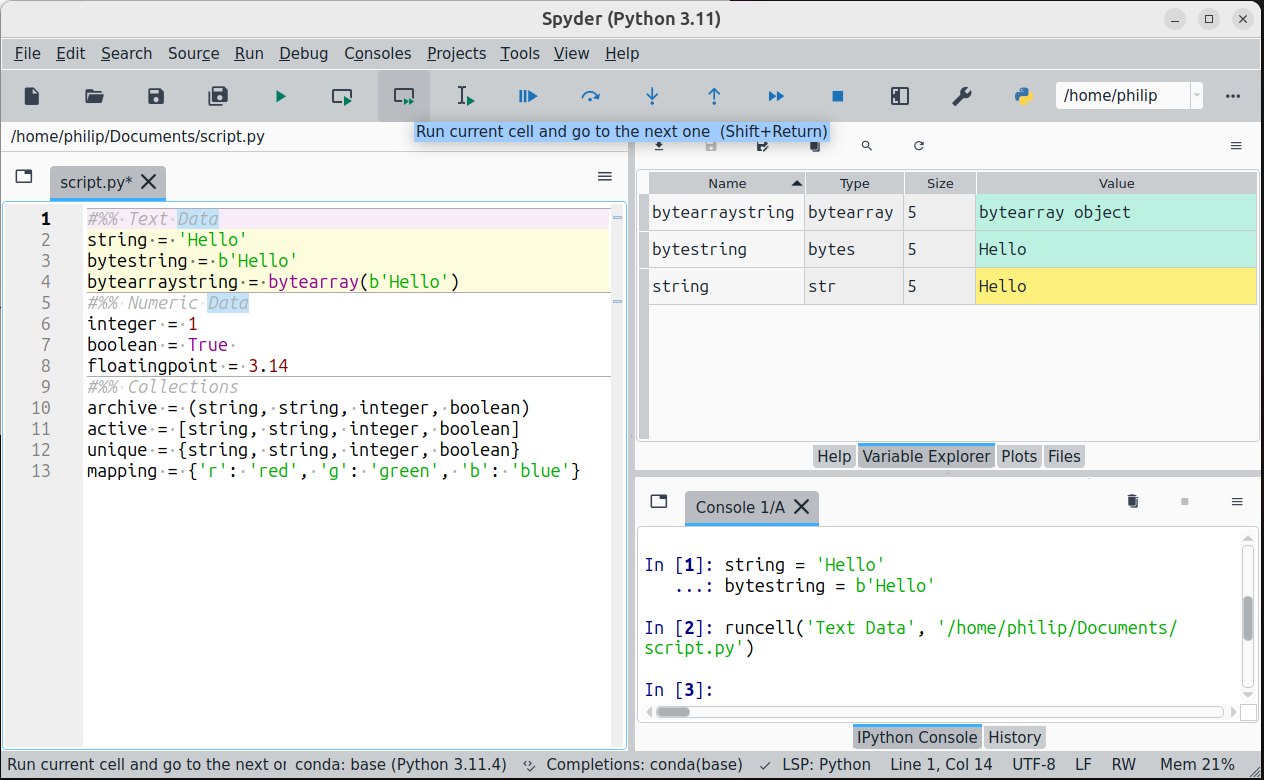 Spyder (Python 3.11)
File Edit Search Source Run Debug Consoles Projects Tools View Help
/home/philip
/home/philip/Documents/script.py
Run current cell and go to the next one (Shift+Return)
script.py*
1 #%% Text Data
2 string = 'Hello'
3 bytestring = b'Hello'
4 bytearraystring = bytearray(b'Hello')
5 #%% Numeric Data
6 integer = 1
7 boolean = True
8 floatingpoint = 3.14
9 #%% Collections
10 archive = (string, string, integer, boolean)
11 active = [string, string, integer, boolean]
12 unique = {string, string, integer, boolean}
13 mapping = {'r': 'red', 'g': 'green', 'b': 'blue'}
Name Type Size Value
bytearraystring bytearray 5 bytearray object
bytestring bytes 5 Hello
string str 5 Hello
Help Variable Explorer Plots Files
Console 1/A
In [1]: string = 'Hello'
...: bytestring = b'Hello'
In [2]: runcell('Text Data', '/home/philip/Documents/
script.py')
In [3]:
IPython Console History
Run current cell and go to the next or conda: base (Python 3.11.4) Completions: conda(base) LSP: Python Line 1, Col 14 UTF-8 LF RW Mem 21%